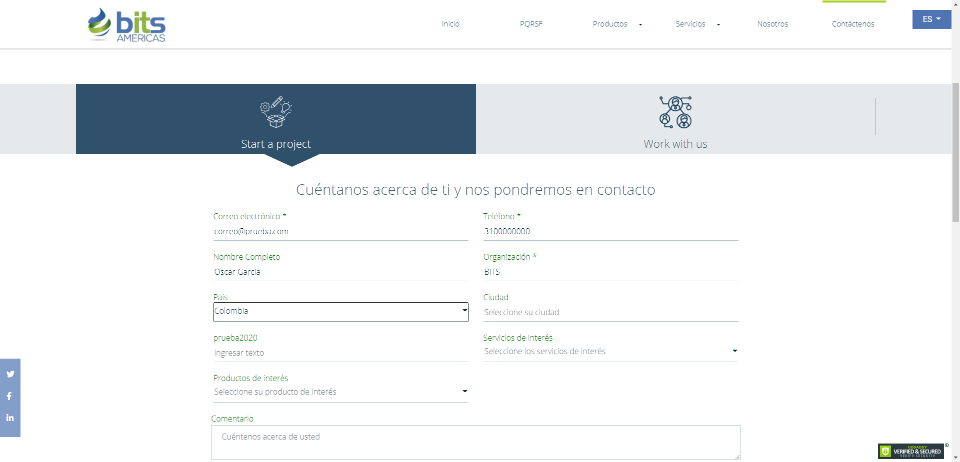 bits
AMERICAS
Inicio
PQRSF
Productos
Servicios
Nosotros
Contáctenos
ES
Start a project
Work with us
Cuéntanos acerca de ti y nos pondremos en contacto
Correo electrónico *
Teléfono *
correo@prueba.com
3100000000
Nombre Completo
Organización *
Oscar Garcia
BITS
País
Ciudad
Colombia
Seleccione su ciudad
prueba2020
Servicios de interés
Ingresar texto
Seleccione los servicios de interés
Productos de interés
Seleccione su producto de interés
Comentario
Cuéntenos acerca de usted
VERIFIED & SECURED